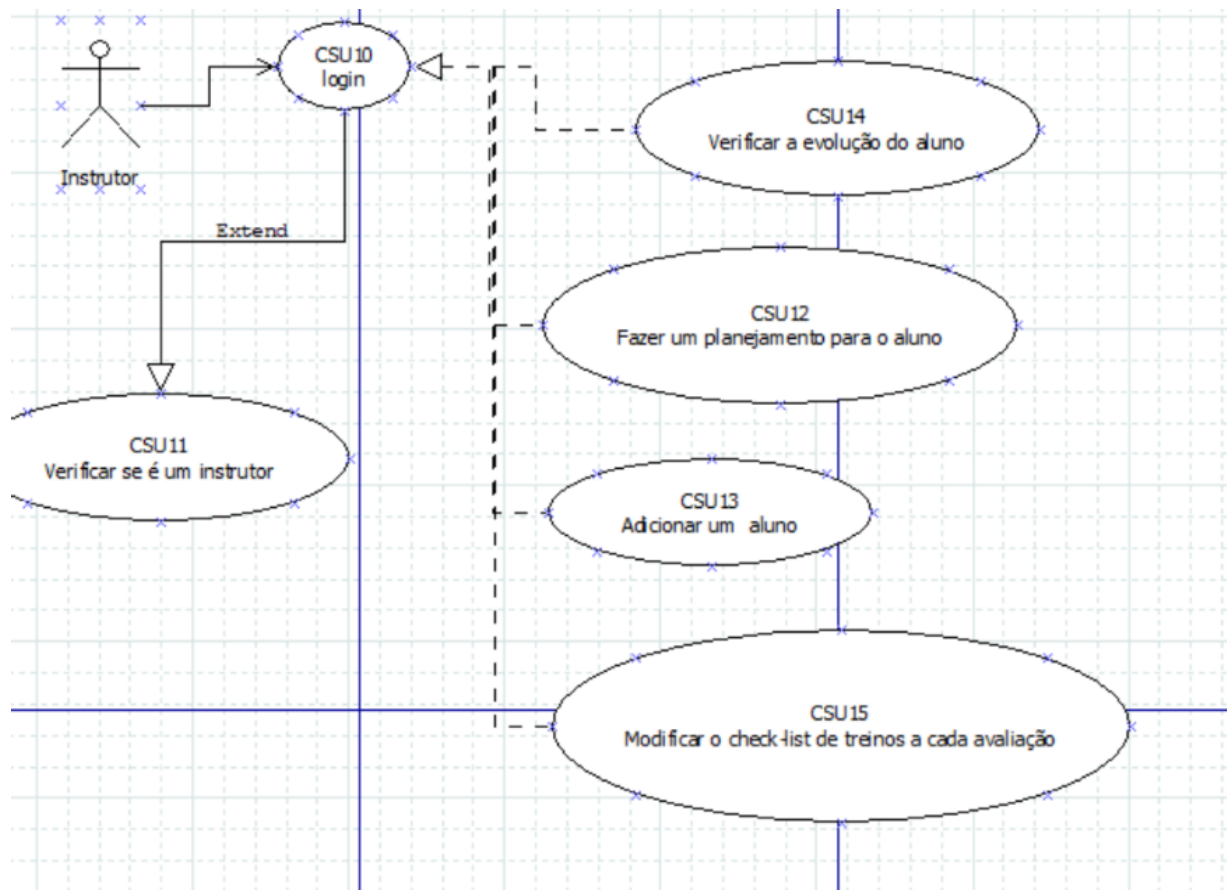 CSU10
login
Instrutor
Extend
CSU14
Verificar a evolução do aluno
CSU12
Fazer um planejamento para o aluno
CSU11
Verificar se é um instrutor
CSU13
Adicionar um aluno
CSU15
Modificar o check-list de treinos a cada avaliação